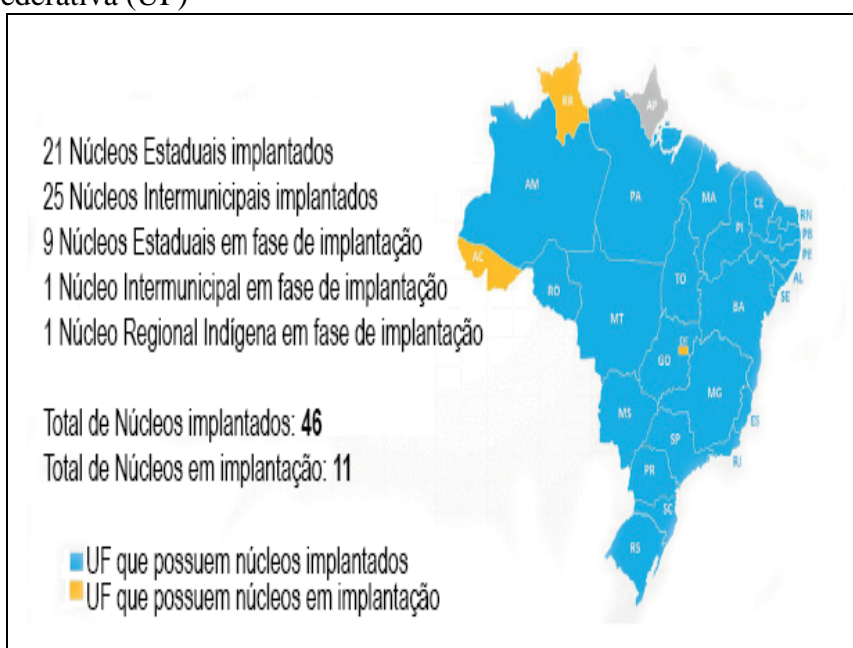 ederativa (UF)
21 Núcleos Estaduais implantados
25 Núcleos Intermunicipais implantados
9 Núcleos Estaduais em fase de implantação
1 Núcleo Intermunicipal em fase de implantação
1 Núcleo Regional Indígena em fase de implantação
Total de Núcleos implantados: 46
Total de Núcleos em implantação: 11
UF que possuem núcleos implantados
UF que possuem núcleos em implantação
RR
AP
AM
PA
MA
CE
RN
PB
PI
PE
AL
SE
AC
RO
TO
BA
MT
DF
GO
MG
MS
ES
SP
RJ
PR
SC
RS